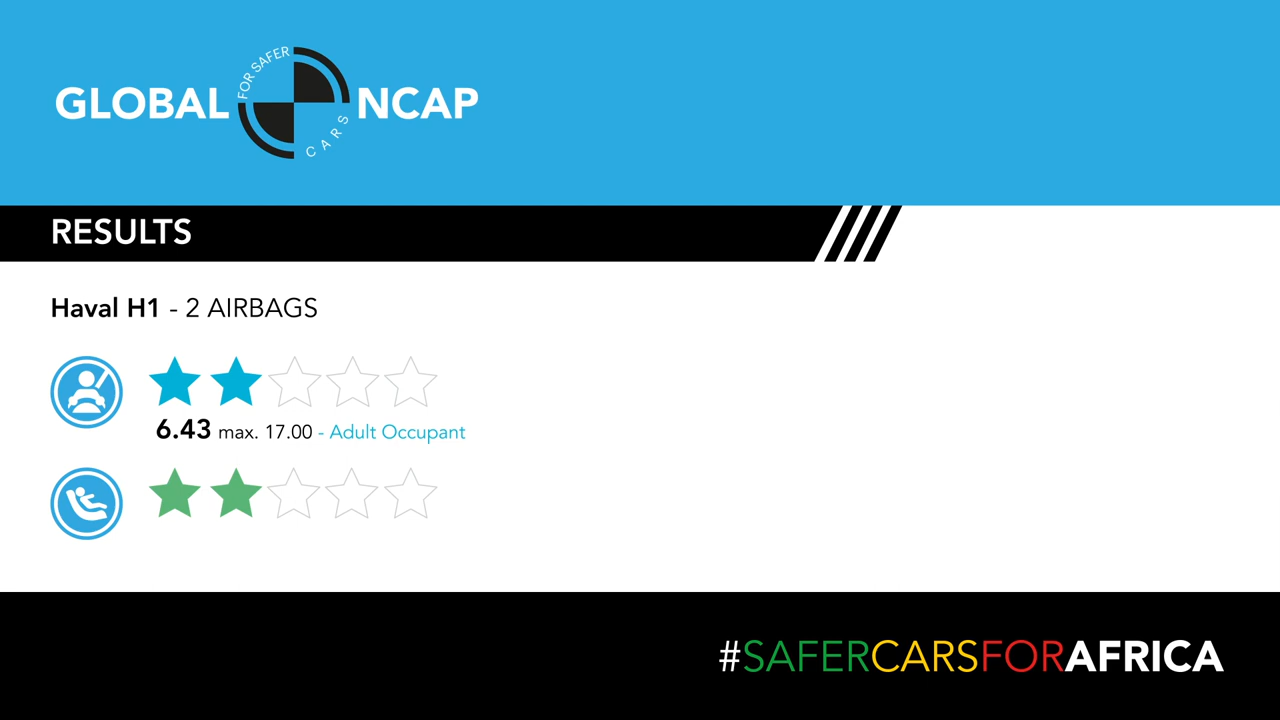 GLOBAL FOR SAFER CARS NCAP
RESULTS
Haval H1 - 2 AIRBAGS
6.43 max. 17.00 - Adult Occupant
#SAFERCARSFORAFRICA